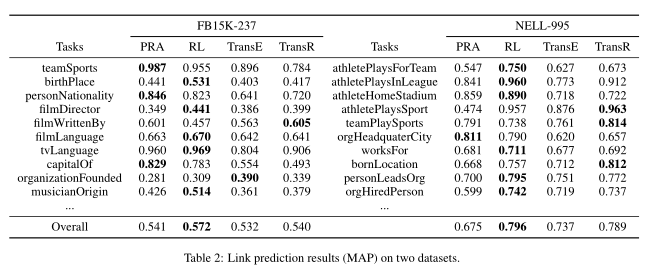 FB15K-237 NELL-995
Tasks PRA RL TransE TransR Tasks PRA RL TransE TransR
teamSports 0.987 0.955 0.896 0.784 athletePlaysForTeam 0.547 0.750 0.627 0.673
birthPlace 0.441 0.531 0.403 0.417 athletePlaysInLeague 0.841 0.960 0.773 0.912
personNationality 0.846 0.823 0.641 0.720 athleteHomeStadium 0.859 0.890 0.718 0.722
filmDirector 0.349 0.441 0.386 0.399 athletePlaysSport 0.474 0.957 0.876 0.963
filmWrittenBy 0.601 0.457 0.563 0.605 teamPlaySports 0.791 0.738 0.761 0.814
filmLanguage 0.663 0.670 0.642 0.641 orgHeadquaterCity 0.811 0.790 0.620 0.657
tvLanguage 0.960 0.969 0.804 0.906 worksFor 0.681 0.711 0.677 0.692
capitalOf 0.829 0.783 0.554 0.493 bornLocation 0.668 0.757 0.712 0.812
organizationFounded 0.281 0.309 0.390 0.339 personLeadsOrg 0.700 0.795 0.751 0.772
musicianOrigin 0.426 0.514 0.361 0.379 orgHiredPerson 0.599 0.742 0.719 0.737
... ...
Overall 0.541 0.572 0.532 0.540 0.675 0.796 0.737 0.789
Table 2: Link prediction results (MAP) on two datasets.